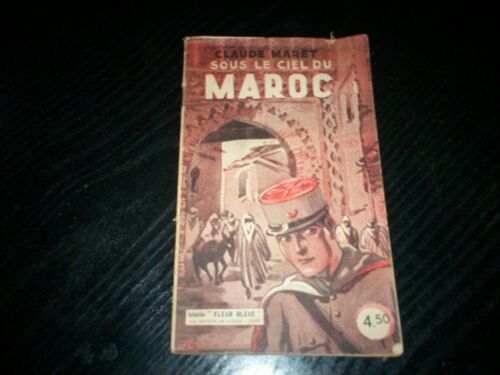 CLAUDE MARET
SOUS LE CIEL DU
MAROC
Collection "FLEUR BLEUE"
4.50